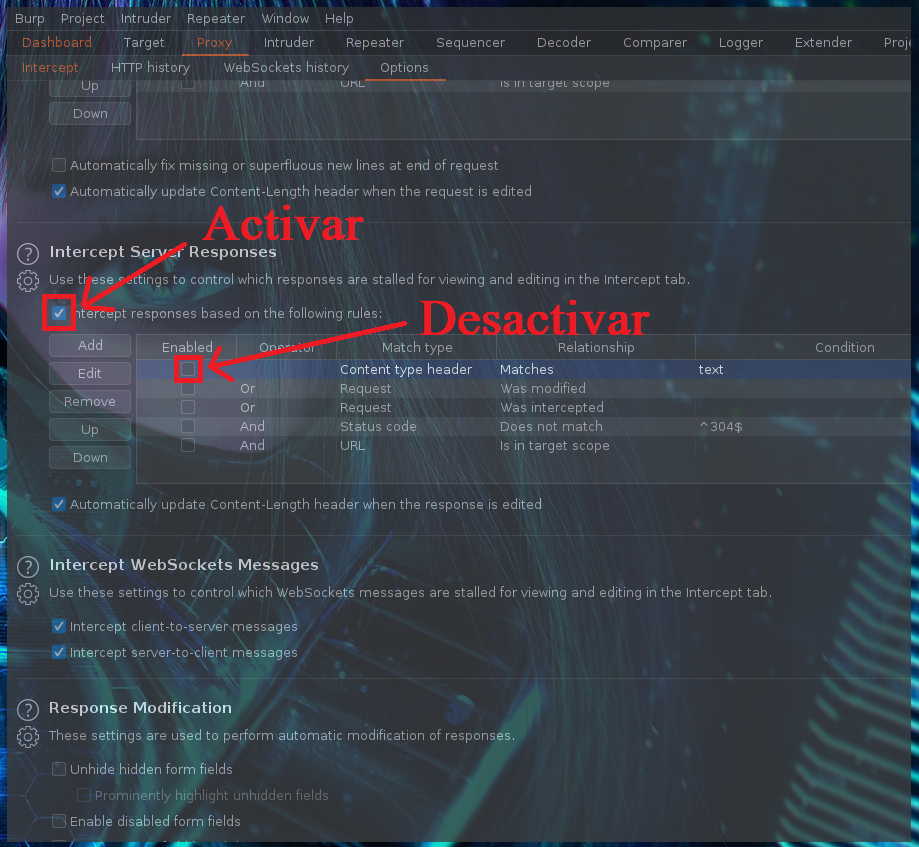 Burp Project Intruder Repeater Window Help
Dashboard Target Proxy Intruder Repeater Sequencer Decoder Comparer Logger Extender Proje
Intercept HTTP history WebSockets history Options
Up And URL Is in target scope
Down
Automatically fix missing or superfluous new lines at end of request
Automatically update Content-Length header when the request is edited
Activar
? Intercept Server Responses
Use these settings to control which responses are stalled for viewing and editing in the Intercept tab.
Intercept responses based on the following rules:
Desactivar
Add Enabled Operator Match type Relationship Condition
Content type header Matches text
Edit
Or Request Was modified
Remove Or Request Was intercepted
Up And Status code Does not match ^304$
And URL Is in target scope
Down
Automatically update Content-Length header when the response is edited
? Intercept WebSockets Messages
Use these settings to control which WebSockets messages are stalled for viewing and editing in the Intercept tab.
Intercept client-to-server messages
Intercept server-to-client messages
? Response Modification
These settings are used to perform automatic modification of responses.
Unhide hidden form fields
Prominently highlight unhidden fields
Enable disabled form fields